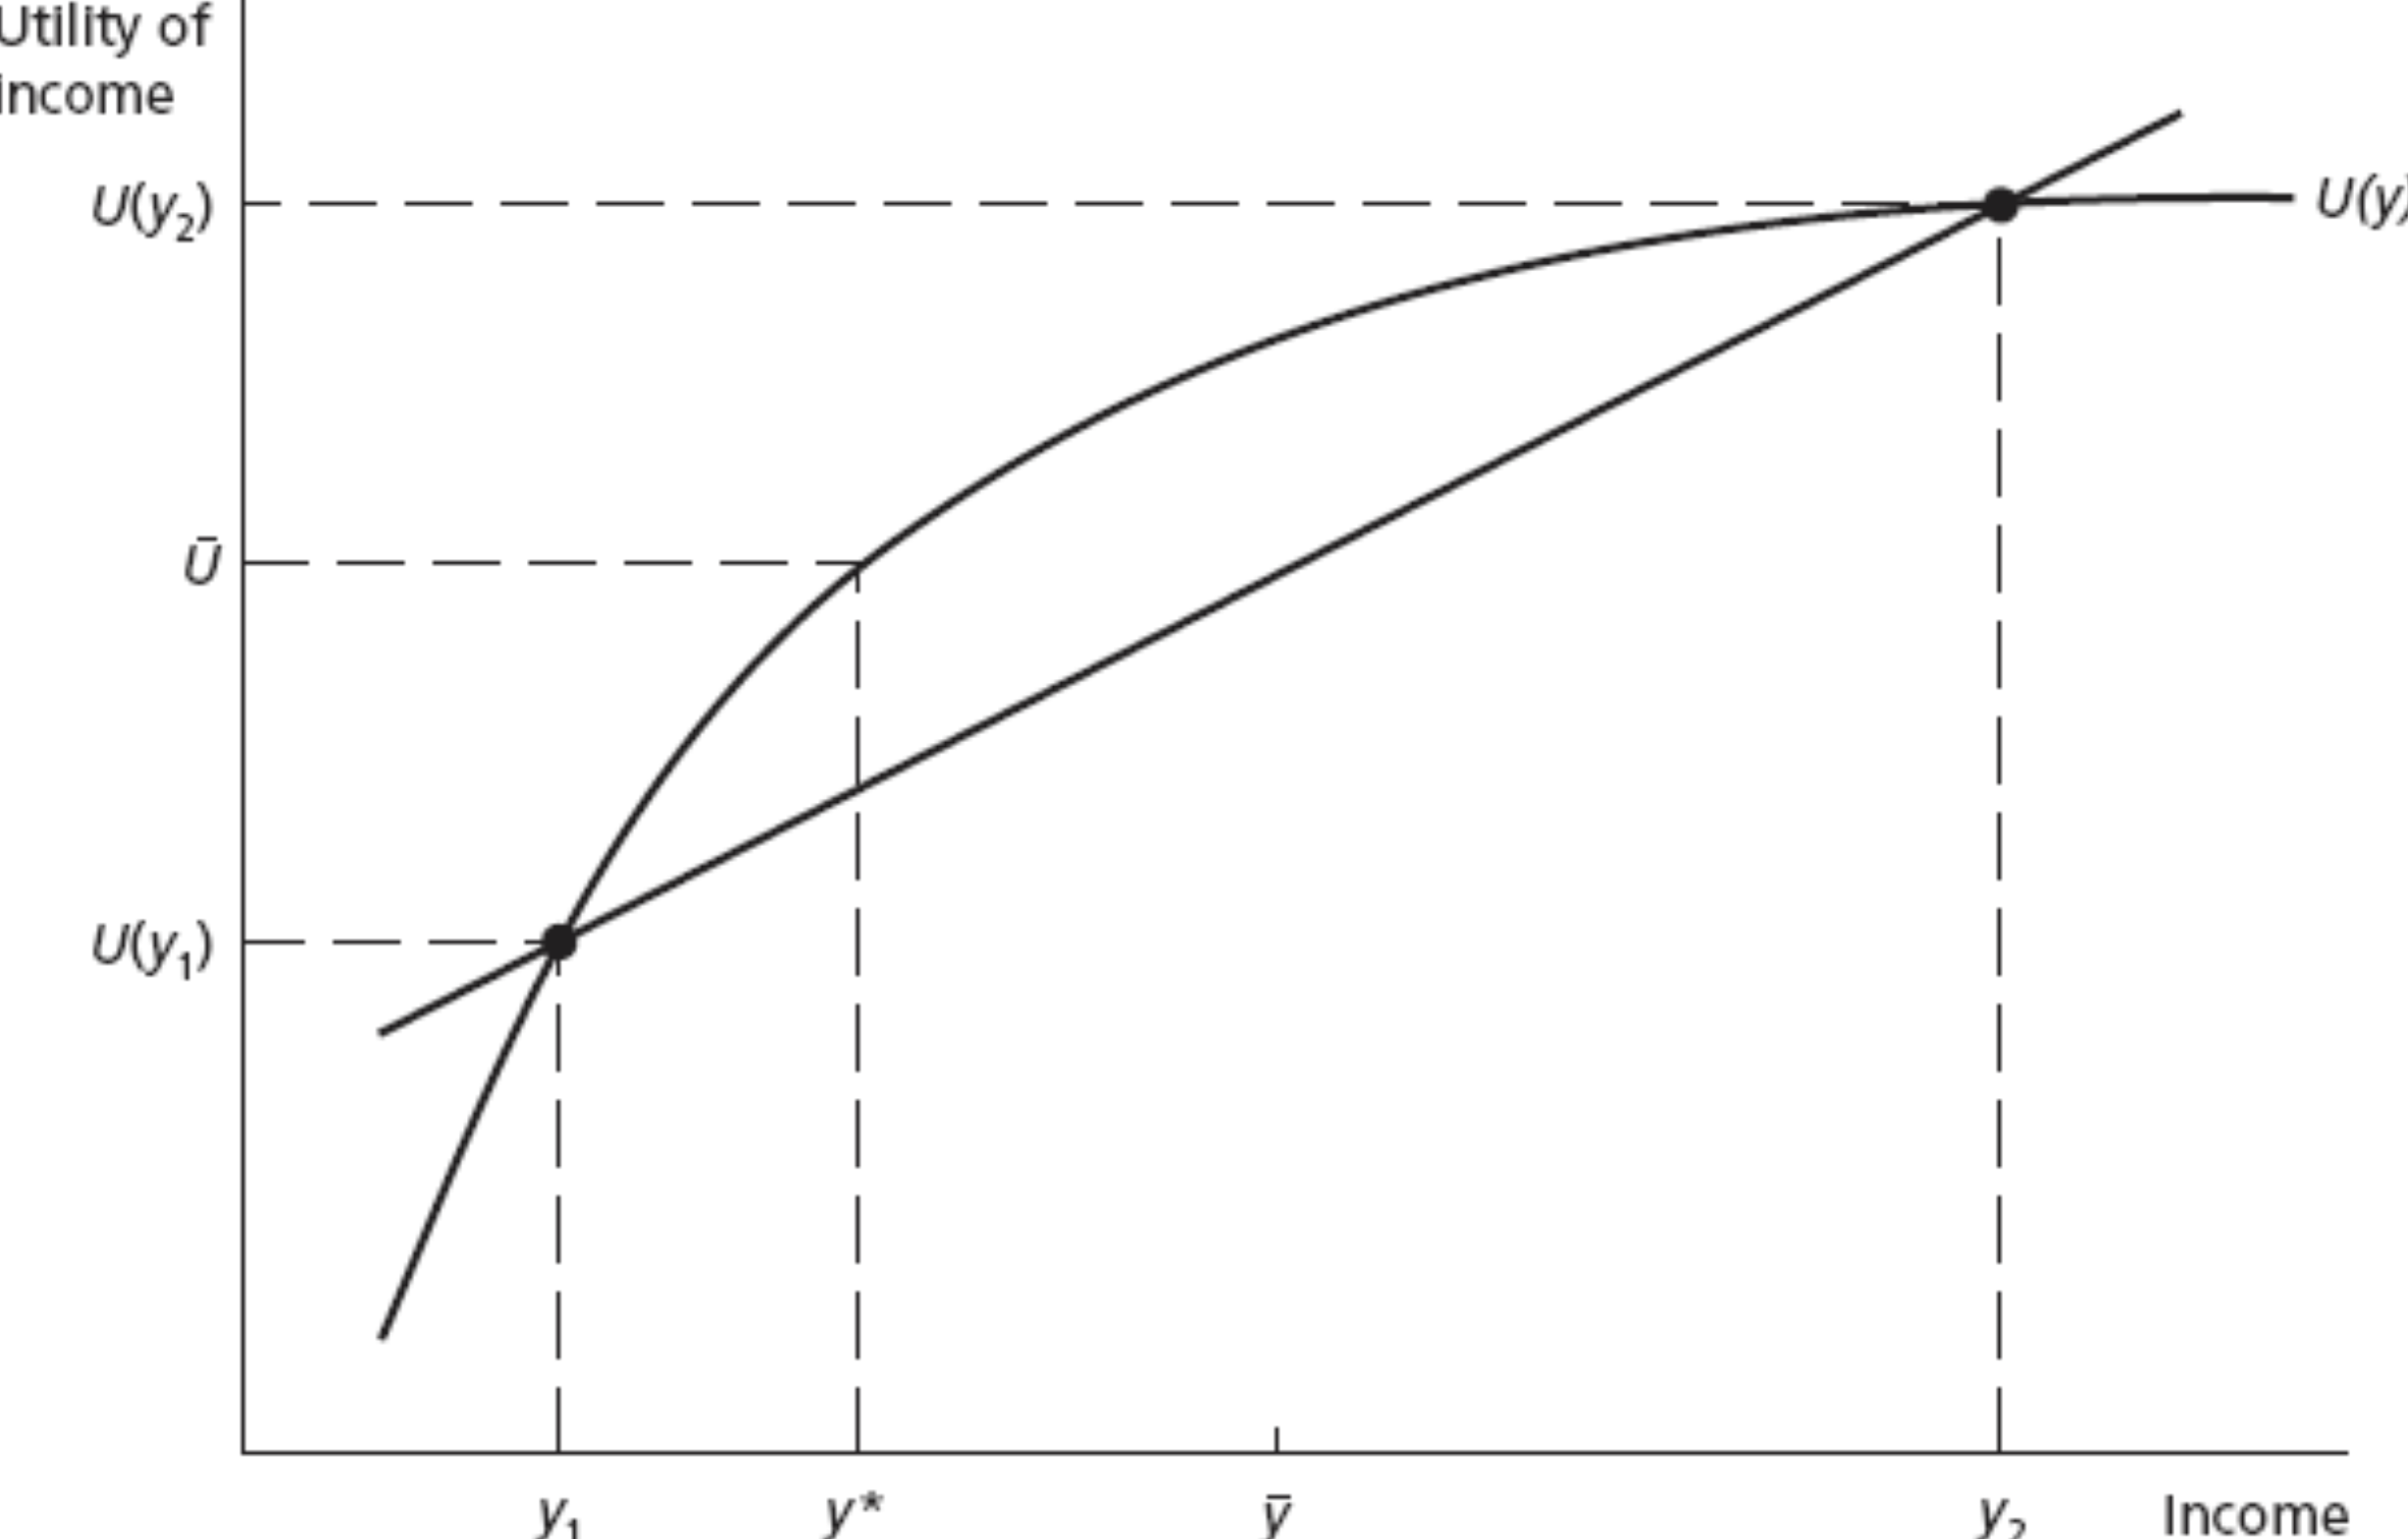 Utility of
income
U(y₂)
U(y)
Ū
U(y₁)
y₁ y* ȳ y₂ Income